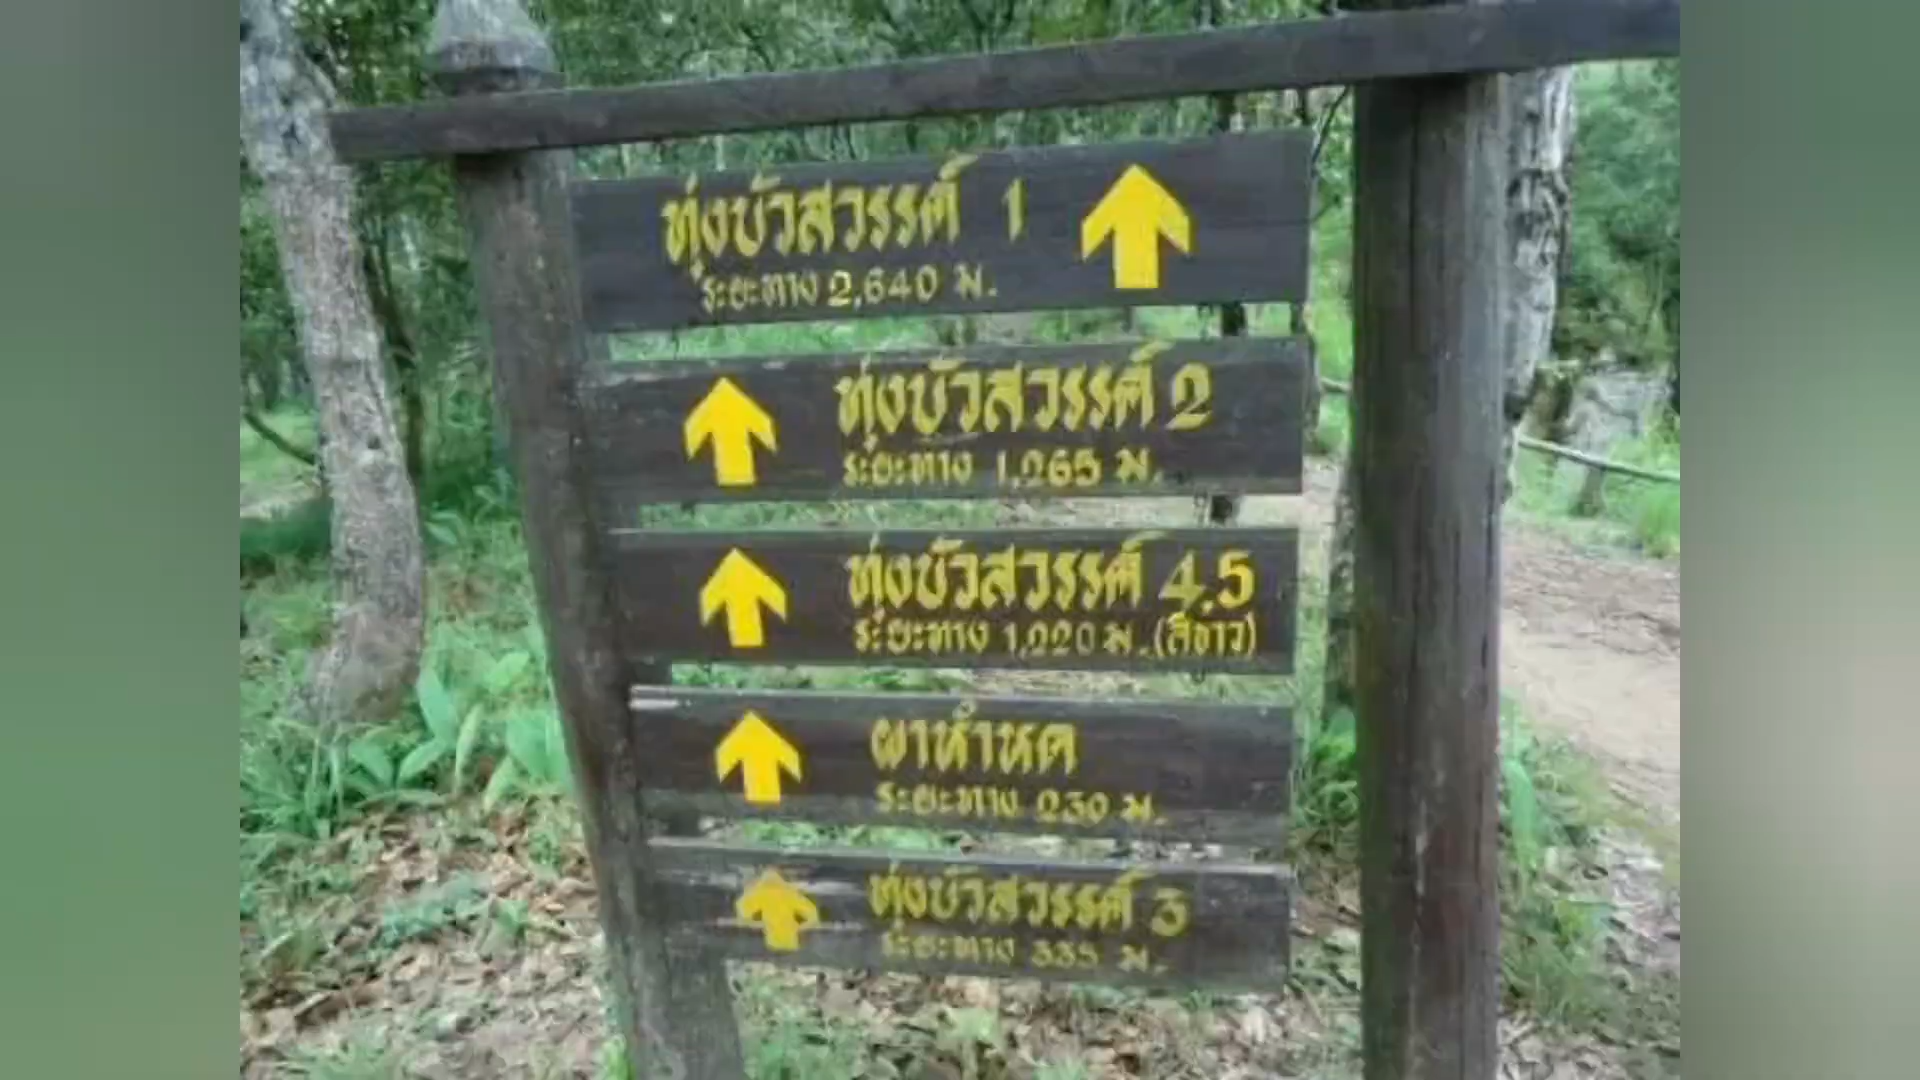 ทุ่งบัวสวรรค์ 1
ระยะทาง 2,640 ม.
ทุ่งบัวสวรรค์ 2
ระยะทาง 1,265 ม.
ทุ่งบัวสวรรค์ 4,5
ระยะทาง 1,220 ม.(สีขาว)
ผาหำหด
ระยะทาง 230 ม.
ทุ่งบัวสวรรค์ 3
ระยะทาง 335 ม.